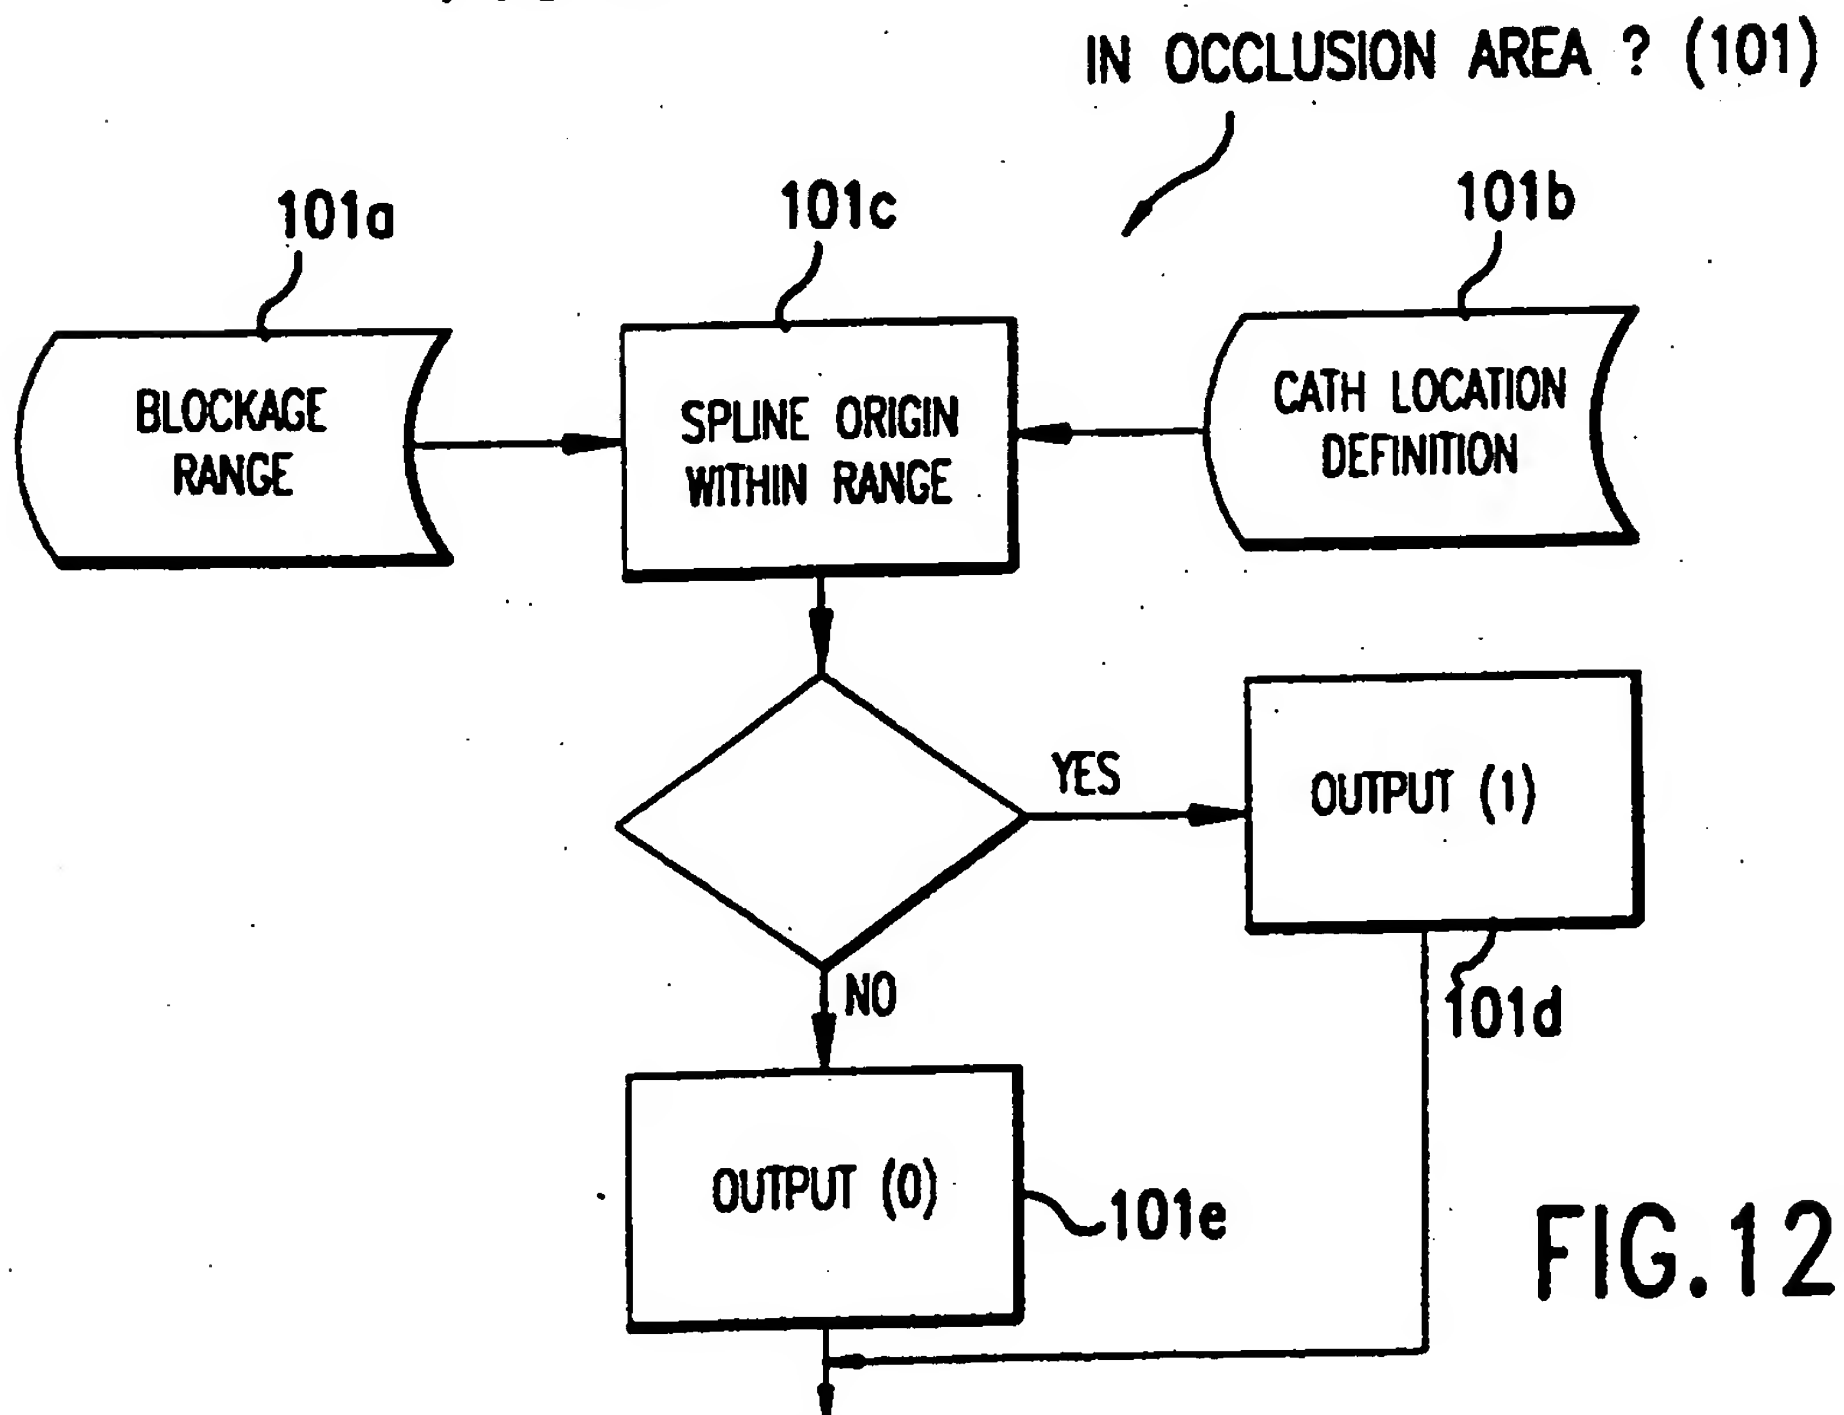 IN OCCLUSION AREA ? (101)
101a
101c
101b
BLOCKAGE
RANGE
SPLINE ORIGIN
WITHIN RANGE
CATH LOCATION
DEFINITION
YES
OUTPUT (1)
101d
NO
OUTPUT (0)
101e
FIG.12